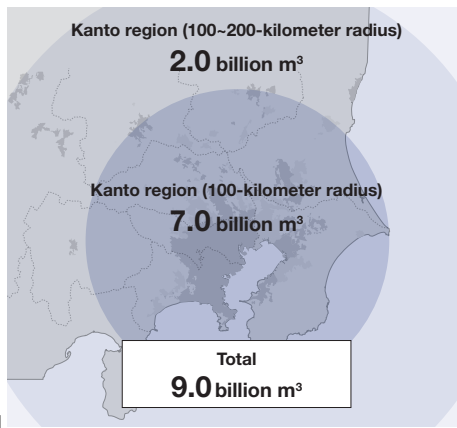 Kanto region (100~200-kilometer radius)
2.0 billion m³
Kanto region (100-kilometer radius)
7.0 billion m³
Total
9.0 billion m³